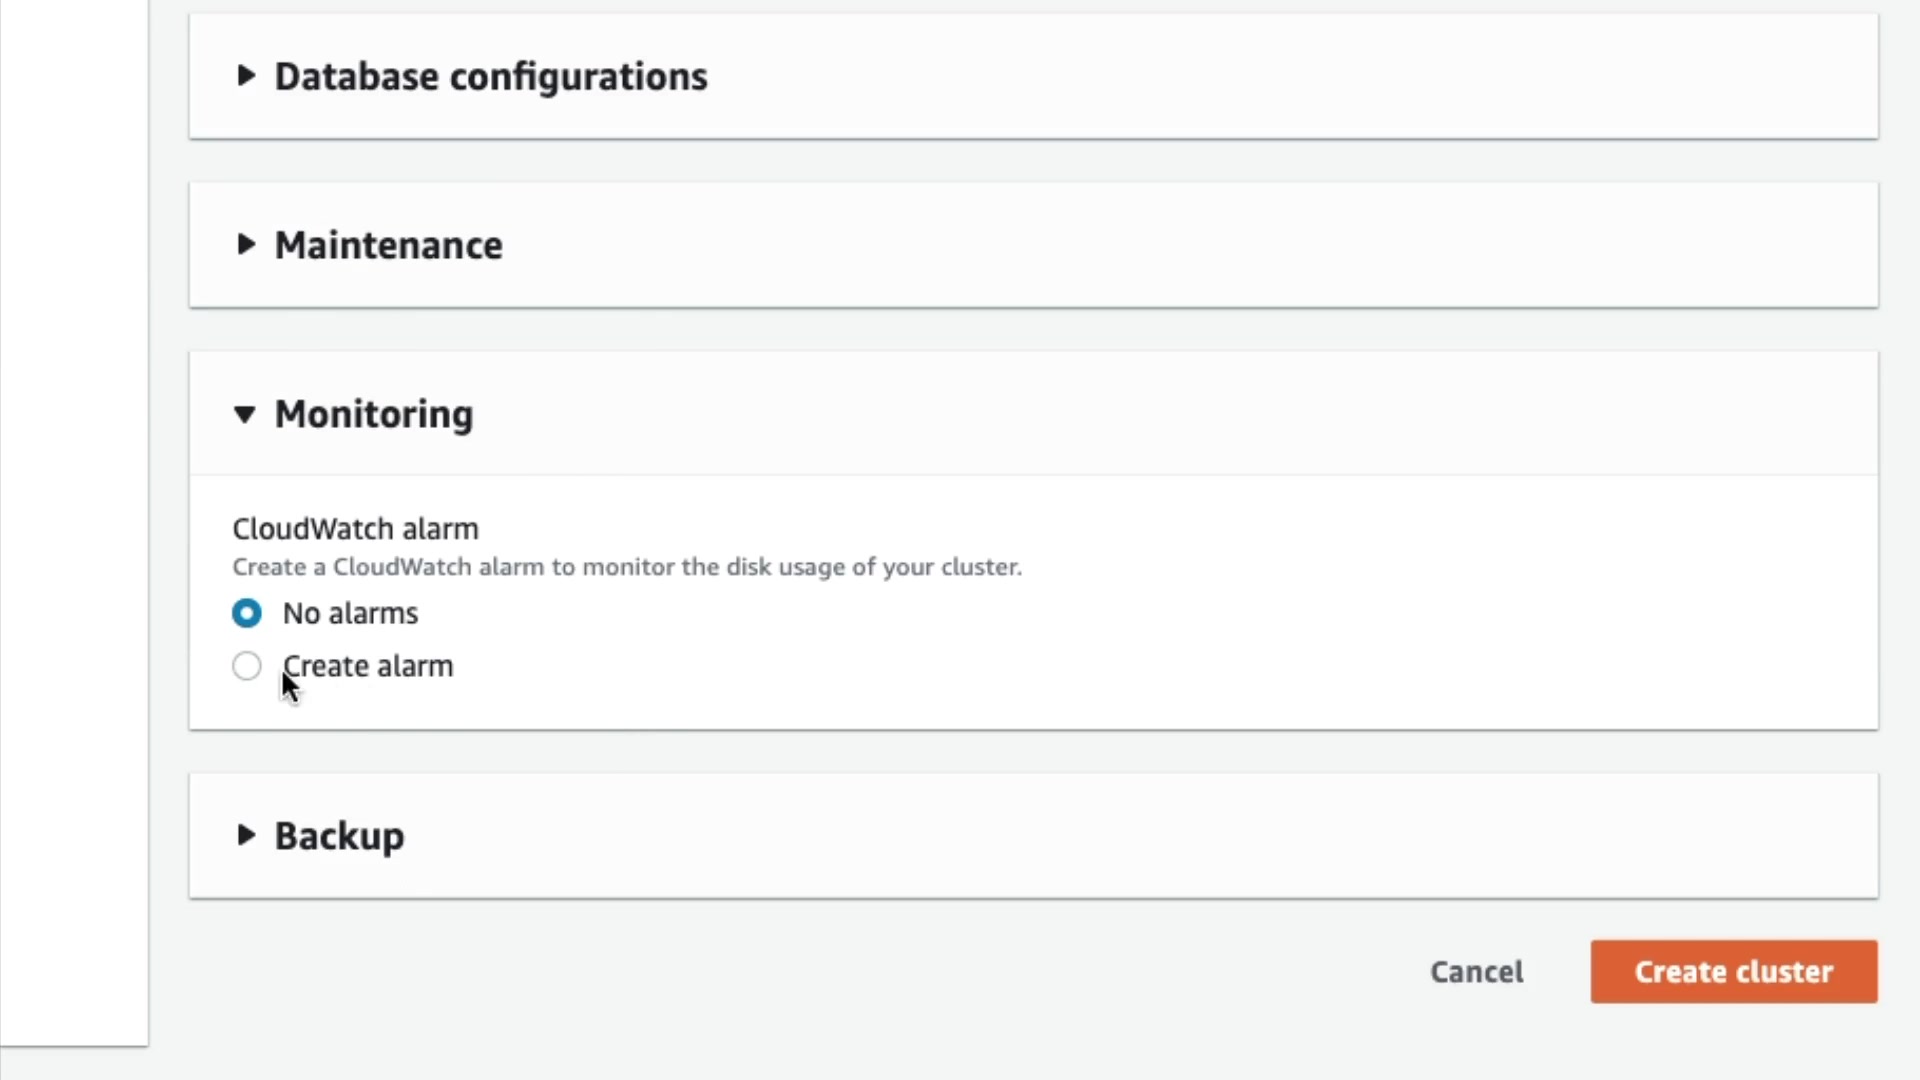 Database configurations
Maintenance
Monitoring
CloudWatch alarm
Create a CloudWatch alarm to monitor the disk usage of your cluster.
No alarms
Create alarm
Backup
Cancel
Create cluster